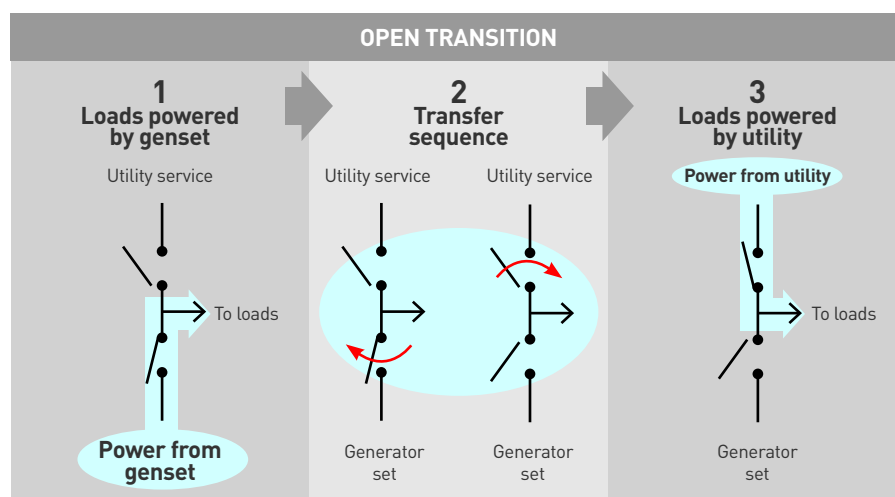 OPEN TRANSITION
1
Loads powered
by genset
Utility service
To loads
Power from
genset
2
Transfer
sequence
Utility service
Utility service
Generator
set
Generator
set
3
Loads powered
by utility
Power from utility
To loads
Generator
set